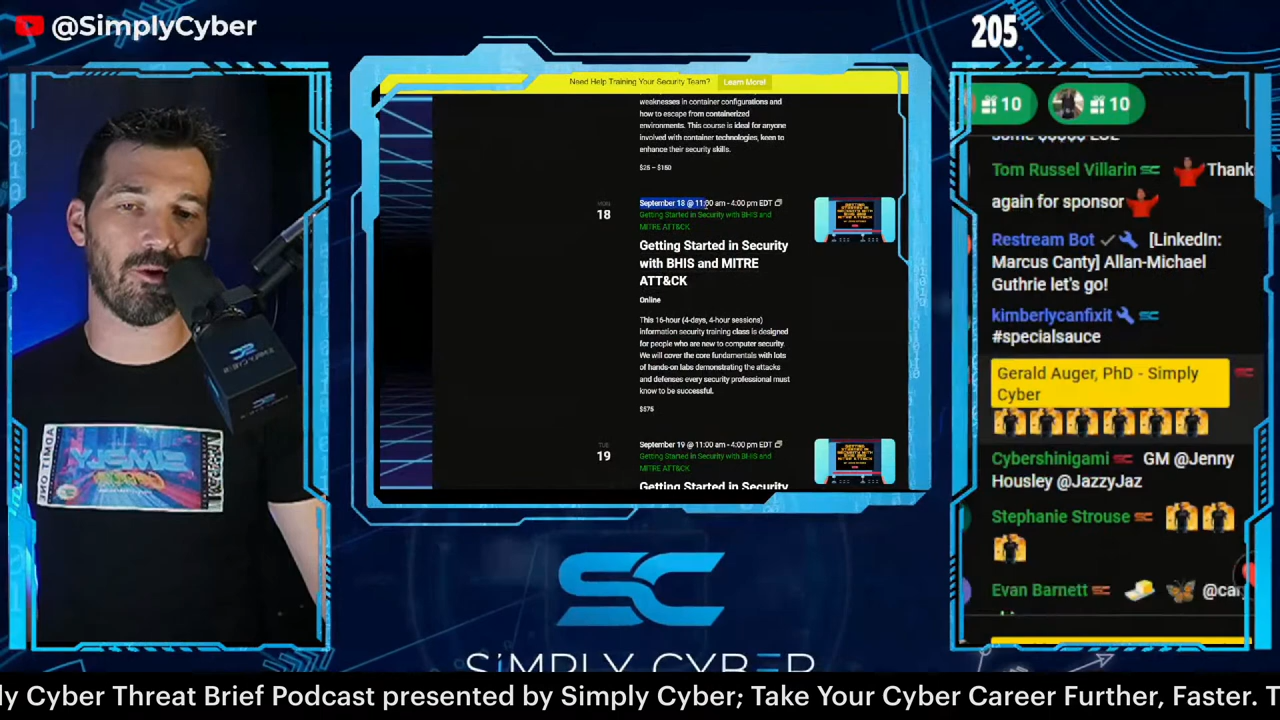 @SimplyCyber
205
Need Help Training Your Security Team? Learn More!
weaknesses in container configurations and
how to escape from containerized
environments. This course is ideal for anyone
involved with container technologies, keen to
enhance their security skills.
$25 – $150
MON
18
September 18 @ 11:00 am - 4:00 pm EDT
Getting Started in Security with BHIS and
MITRE ATT&CK
Getting Started in Security
with BHIS and MITRE
ATT&CK
Online
This 16-hour (4-days, 4-hour sessions)
information security training class is designed
for people who are new to computer security.
We will cover the core fundamentals with lots
of hands-on labs demonstrating the attacks
and defenses every security professional must
know to be successful.
$575
TUE
19
September 19 @ 11:00 am - 4:00 pm EDT
Getting Started in Security with BHIS and
MITRE ATT&CK
Getting Started in Security
10
10
some $$$$$ LOL
Tom Russel Villarin Thank
again for sponsor
Restream Bot [LinkedIn:
Marcus Canty] Allan-Michael
Guthrie let's go!
kimberlycanfixit
#specialsauce
Gerald Auger, PhD - Simply
Cyber
Cybershinigami GM @Jenny
Housley @JazzyJaz
Stephanie Strouse
Evan Barnett
SC
SIMPLY CYBER
ly Cyber Threat Brief Podcast presented by Simply Cyber; Take Your Cyber Career Further, Faster. T